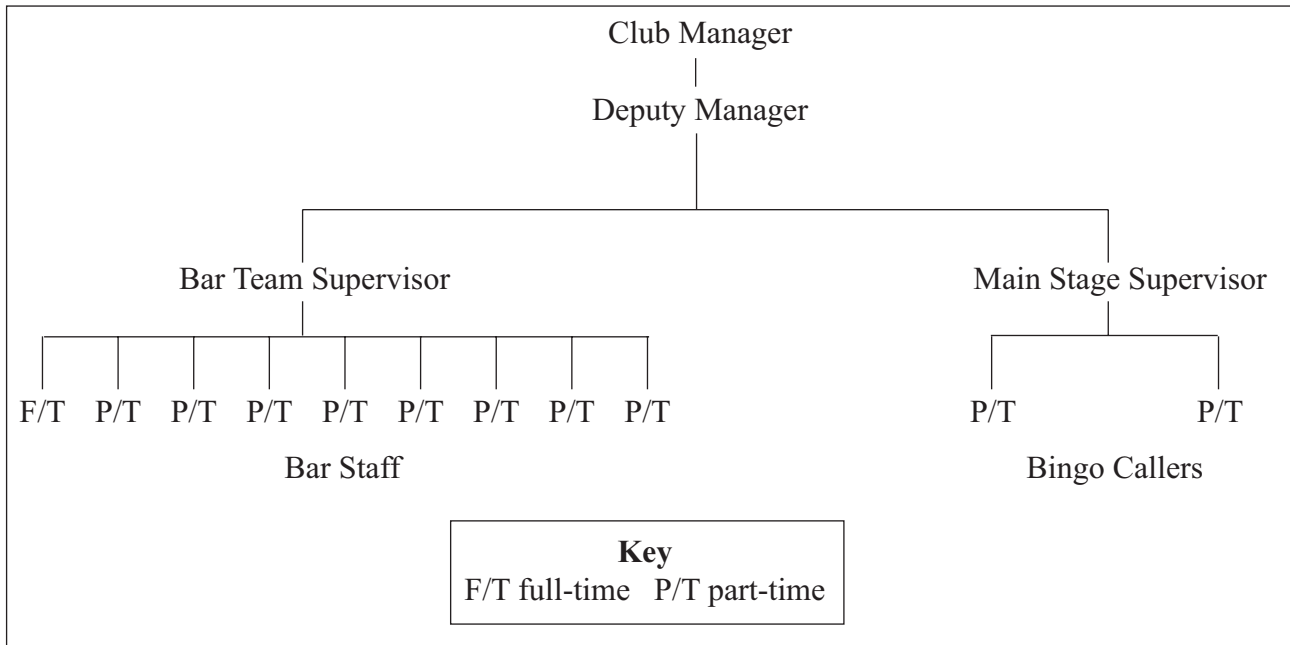 Club Manager
Deputy Manager
Bar Team Supervisor Main Stage Supervisor
F/T P/T P/T P/T P/T P/T P/T P/T P/T P/T P/T
Bar Staff Bingo Callers
Key
F/T full-time P/T part-time